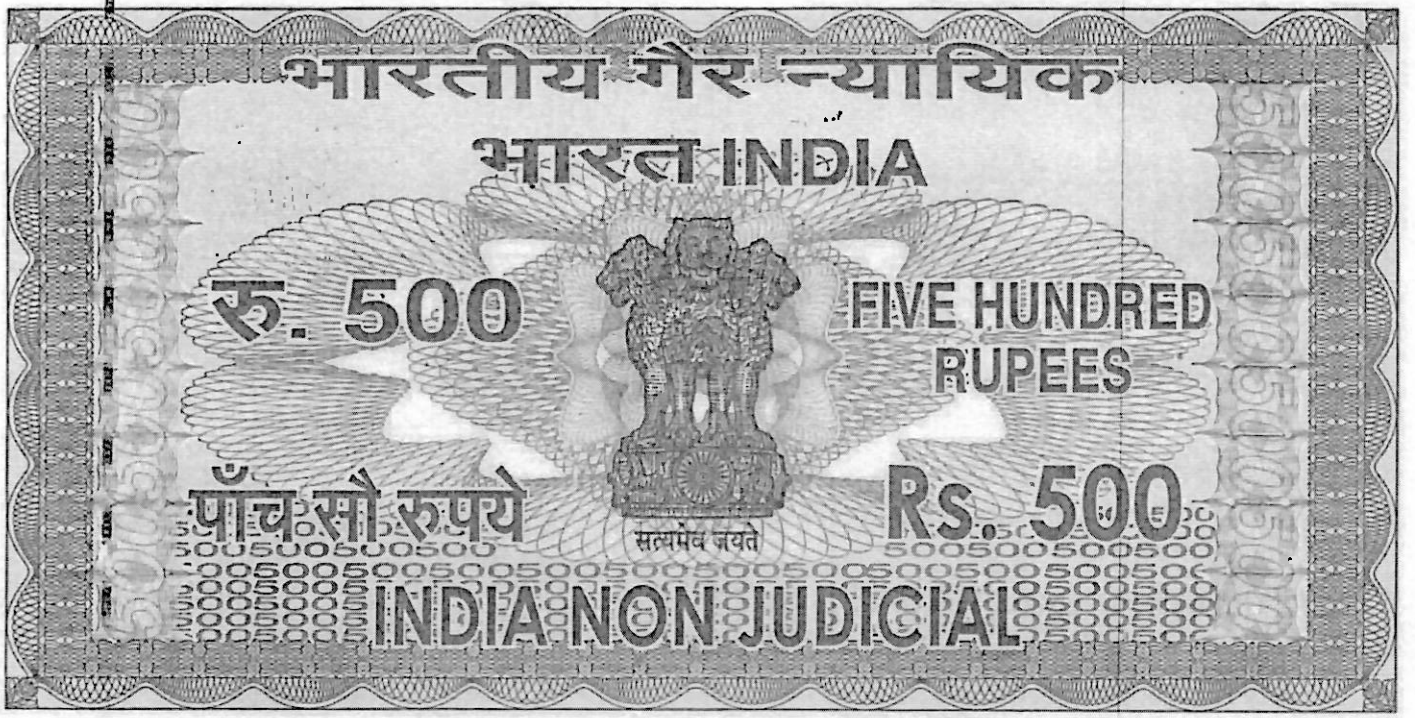 भारतीय गैर न्यायिक
भारत INDIA
रु. 500
FIVE HUNDRED
RUPEES
पाँच सौ रुपये
Rs. 500
सत्यमेव जयते
INDIA NON JUDICIAL